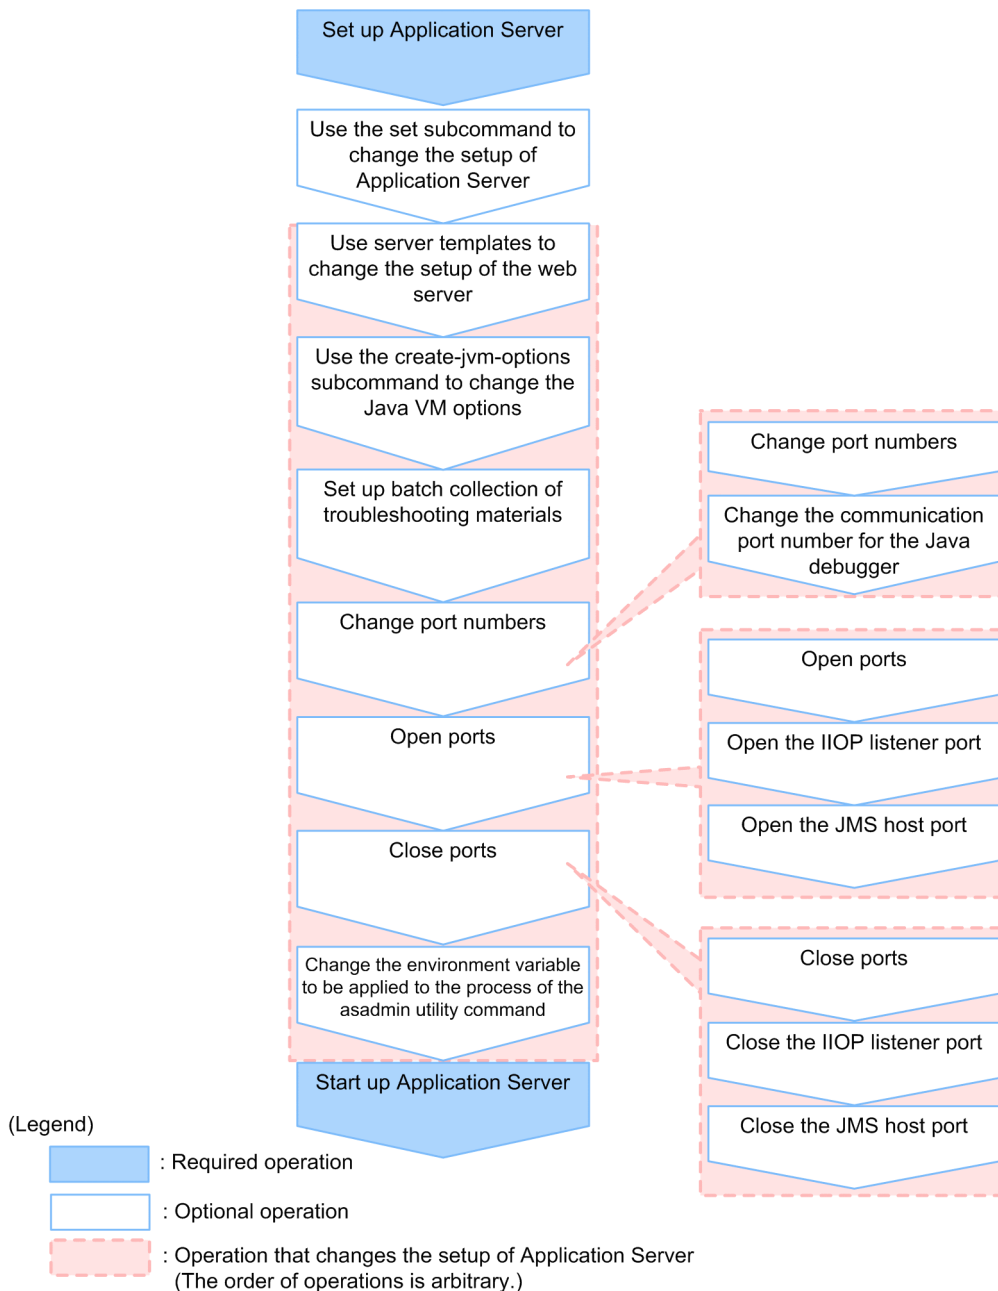 Set up Application Server
Use the set subcommand to
change the setup of
Application Server
Use server templates to
change the setup of the web
server
Use the create-jvm-options
subcommand to change the
Java VM options
Set up batch collection of
troubleshooting materials
Change port numbers
Open ports
Close ports
Change the environment variable
to be applied to the process of the
asadmin utility command
Start up Application Server
Change port numbers
Change the communication
port number for the Java
debugger
Open ports
Open the IIOP listener port
Open the JMS host port
Close ports
Close the IIOP listener port
Close the JMS host port
(Legend)
: Required operation
: Optional operation
: Operation that changes the setup of Application Server
(The order of operations is arbitrary.)